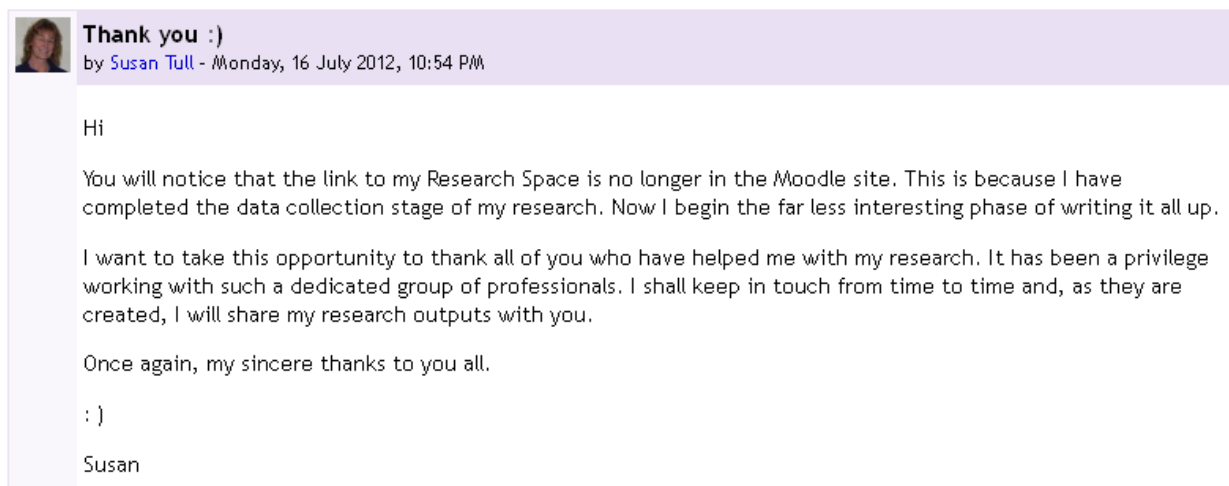 Thank you :)
by Susan Tull - Monday, 16 July 2012, 10:54 PM
Hi
You will notice that the link to my Research Space is no longer in the Moodle site. This is because I have
completed the data collection stage of my research. Now I begin the far less interesting phase of writing it all up.
I want to take this opportunity to thank all of you who have helped me with my research. It has been a privilege
working with such a dedicated group of professionals. I shall keep in touch from time to time and, as they are
created, I will share my research outputs with you.
Once again, my sincere thanks to you all.
: )
Susan